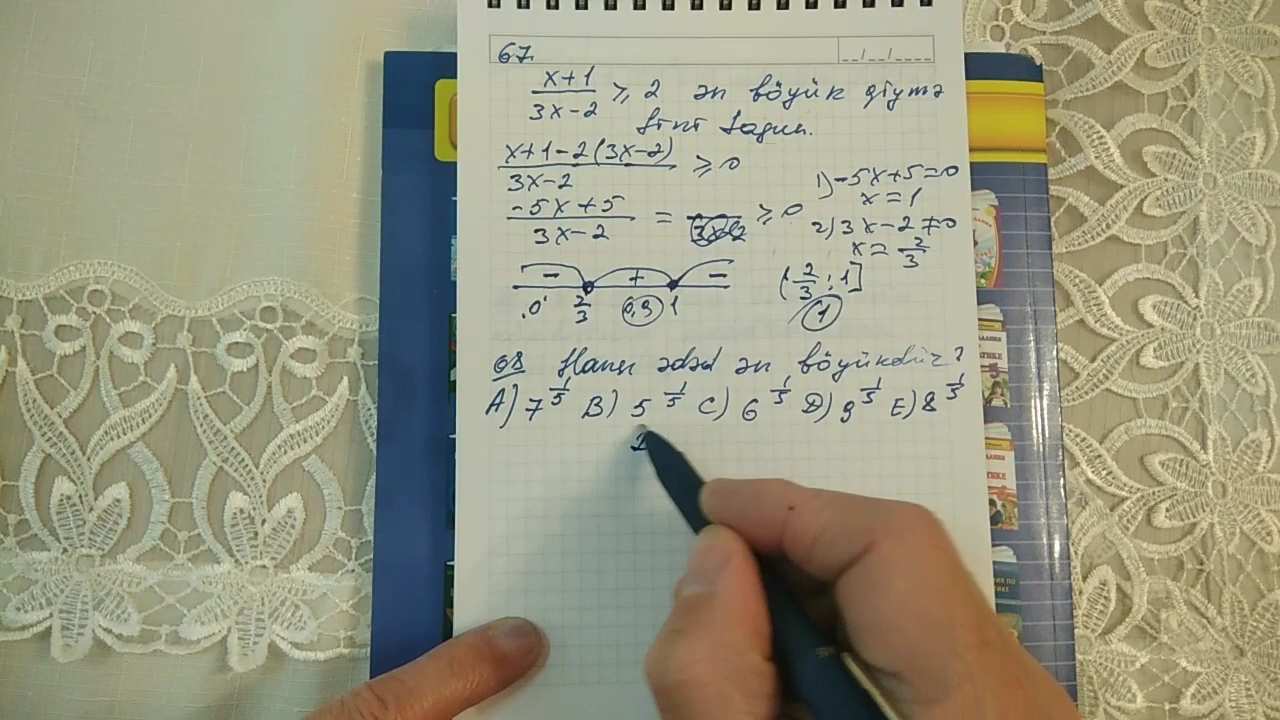 67.
x+1/3x-2 ⩾ 2 ən böyük qiymə
tini tapın.
x+1-2(3x-2)/3x-2 ⩾ 0
-5x+5/3x-2 = ⩾ 0
1) -5x+5=0
x=1
2) 3x-2≠0
x=2/3
- + -
0 2/3 0,9 1
(2/3;1]
1
68 Hansı ədəd ən böyükdür?
A) 7^1/5 B) 5^1/5 C) 6^1/5 D) 9^1/5 E) 8^1/5